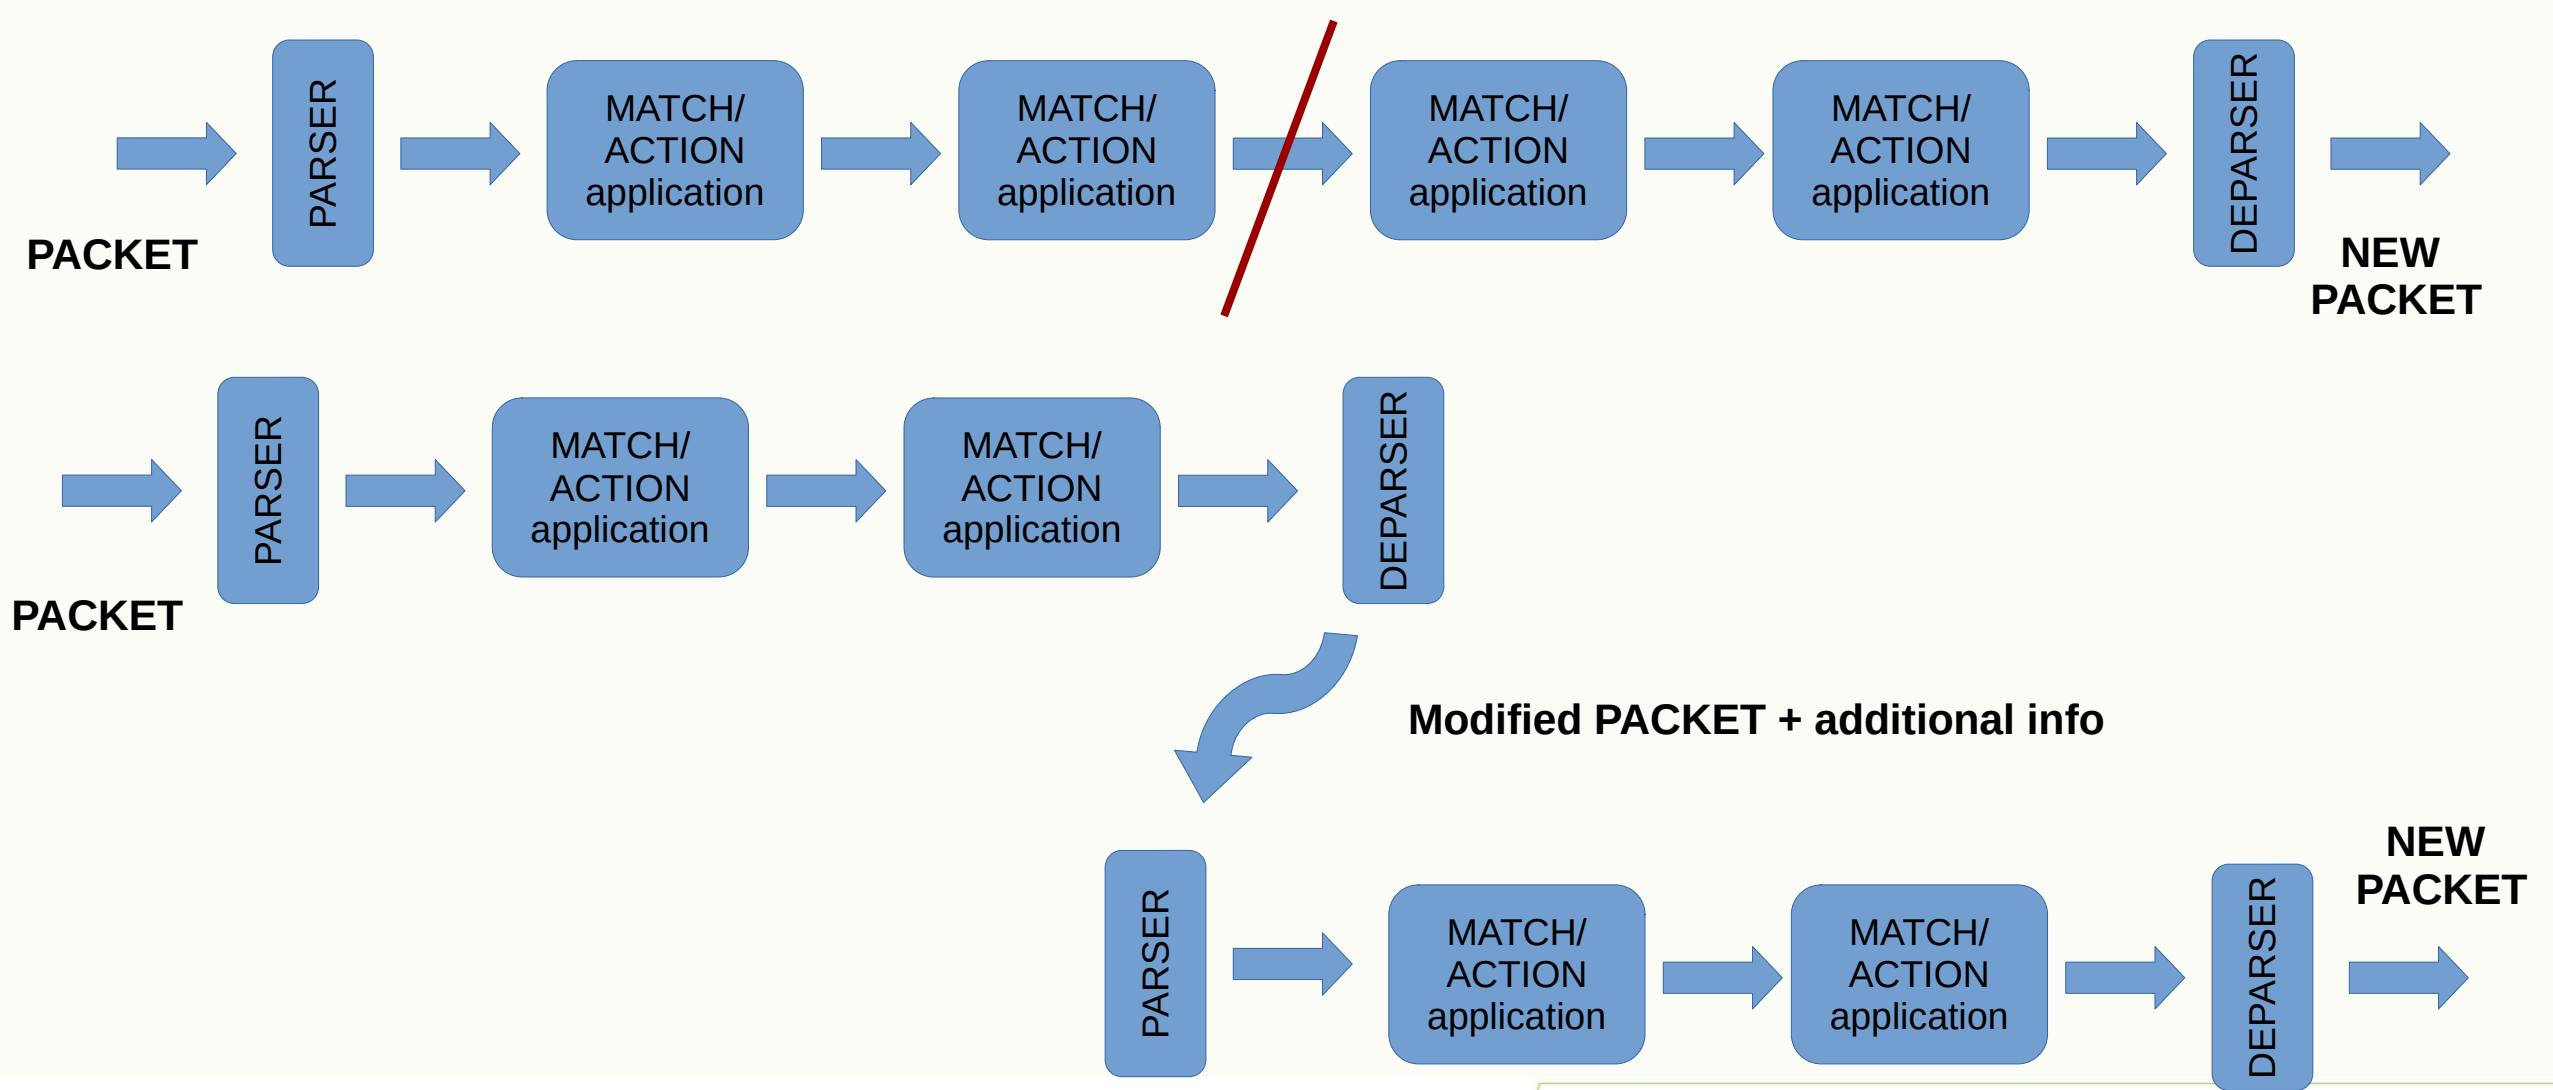 PACKET
PARSER
MATCH/
ACTION
application
MATCH/
ACTION
application
MATCH/
ACTION
application
MATCH/
ACTION
application
DEPARSER
NEW
PACKET
PACKET
PARSER
MATCH/
ACTION
application
MATCH/
ACTION
application
DEPARSER
Modified PACKET + additional info
PARSER
MATCH/
ACTION
application
MATCH/
ACTION
application
DEPARSER
NEW
PACKET